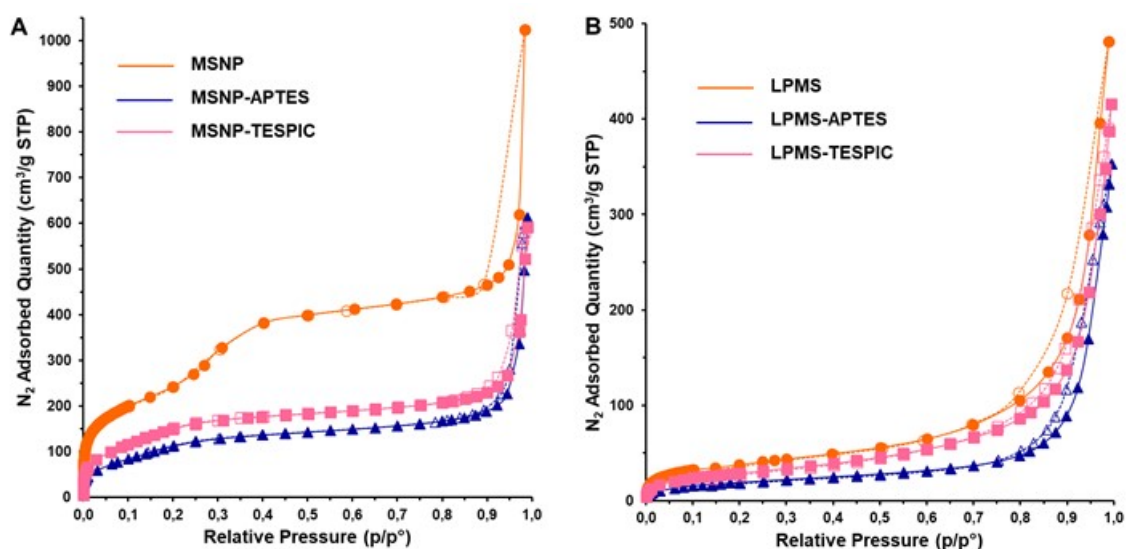 A
1000
900
800
700
600
500
400
300
200
100
0
N₂ Adsorbed Quantity (cm³/g STP)
MSNP
MSNP-APTES
MSNP-TESPIC
0,0 0,1 0,2 0,3 0,4 0,5 0,6 0,7 0,8 0,9 1,0
Relative Pressure (p/p°)
B
500
400
300
200
100
0
N₂ Adsorbed Quantity (cm³/g STP)
LPMS
LPMS-APTES
LPMS-TESPIC
0,0 0,1 0,2 0,3 0,4 0,5 0,6 0,7 0,8 0,9 1,0
Relative Pressure (p/p°)